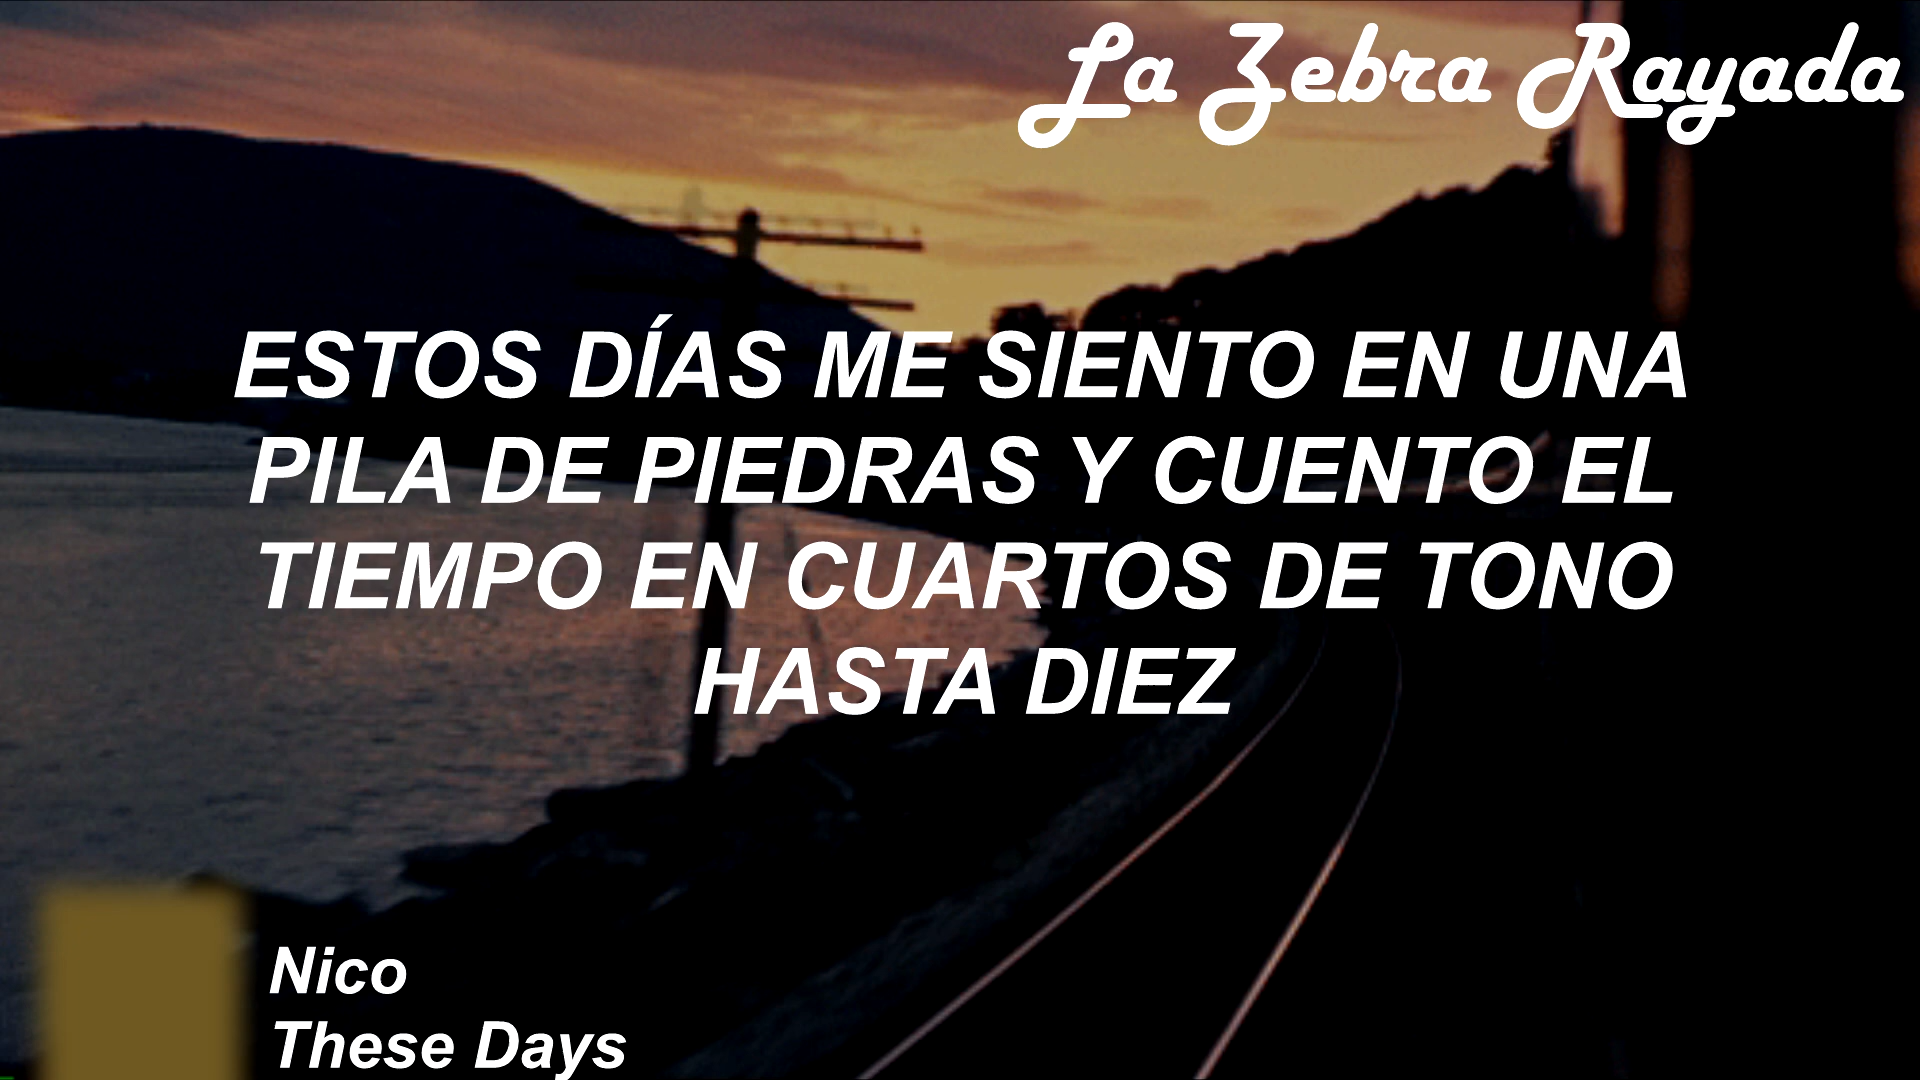 La Zebra Rayada
ESTOS DÍAS ME SIENTO EN UNA
PILA DE PIEDRAS Y CUENTO EL
TIEMPO EN CUARTOS DE TONO
HASTA DIEZ
Nico
These Days